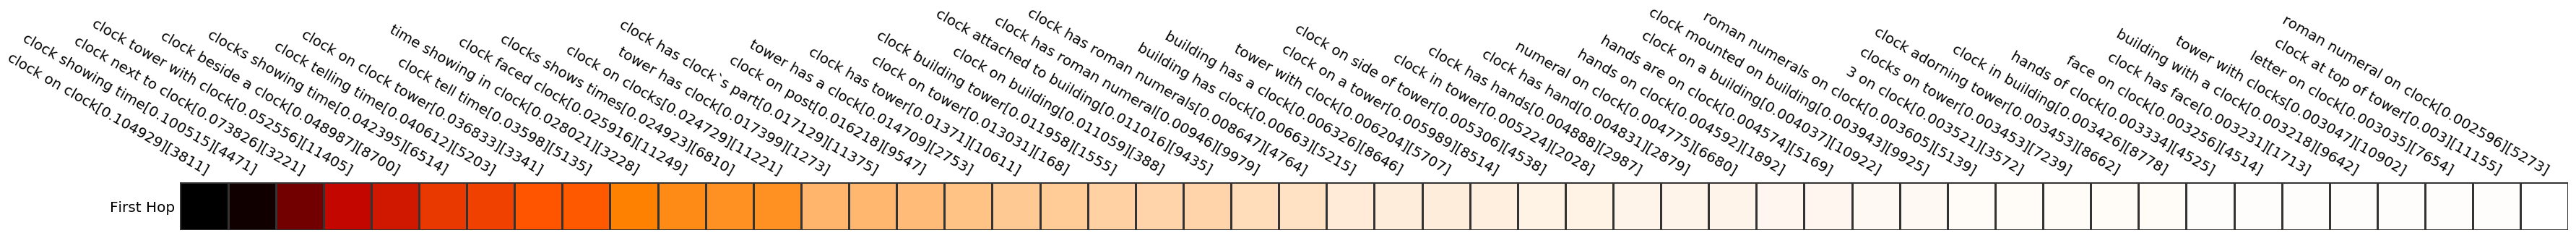 clock on clock[0.104929][3811]
clock showing time[0.100515][4471]
clock next to clock[0.073826][3221]
clock tower with clock[0.052556][11405]
clock beside a clock[0.048987][8700]
clocks showing time[0.042395][6514]
clock telling time[0.040612][5203]
clock on clock tower[0.036833][3341]
clock tell time[0.03598][5135]
time showing in clock[0.028021][3228]
clock faced clock[0.025916][11249]
clocks shows times[0.024923][6810]
clock on clocks[0.024729][11221]
tower has clock[0.017399][1273]
clock has clock`s part[0.017129][11375]
clock on post[0.016218][9547]
tower has a clock[0.014709][2753]
clock has tower[0.01371][10611]
clock on tower[0.013031][168]
clock building tower[0.011958][1555]
clock on building[0.011059][388]
clock attached to building[0.011016][9435]
clock has roman numeral[0.00946][9979]
clock has roman numerals[0.008647][4764]
building has clock[0.00663][5215]
building has a clock[0.006326][8646]
tower with clock[0.006204][5707]
clock on a tower[0.005989][8514]
clock on side of tower[0.005306][4538]
clock in tower[0.005224][2028]
clock has hands[0.004888][2987]
clock has hand[0.004831][2879]
numeral on clock[0.004775][6680]
hands on clock[0.004592][1892]
hands are on clock[0.004574][5169]
clock on a building[0.004037][10922]
clock mounted on building[0.003943][9925]
roman numerals on clock[0.003605][5139]
3 on clock[0.003521][3572]
clocks on tower[0.003453][7239]
clock adorning tower[0.003453][8662]
clock in building[0.003426][8778]
hands of clock[0.003334][4525]
face on clock[0.003256][4514]
clock has face[0.003231][1713]
building with a clock[0.003218][9642]
tower with clocks[0.003047][10902]
letter on clock[0.003035][7654]
clock at top of tower[0.003][11155]
roman numeral on clock[0.002596][5273]
First Hop